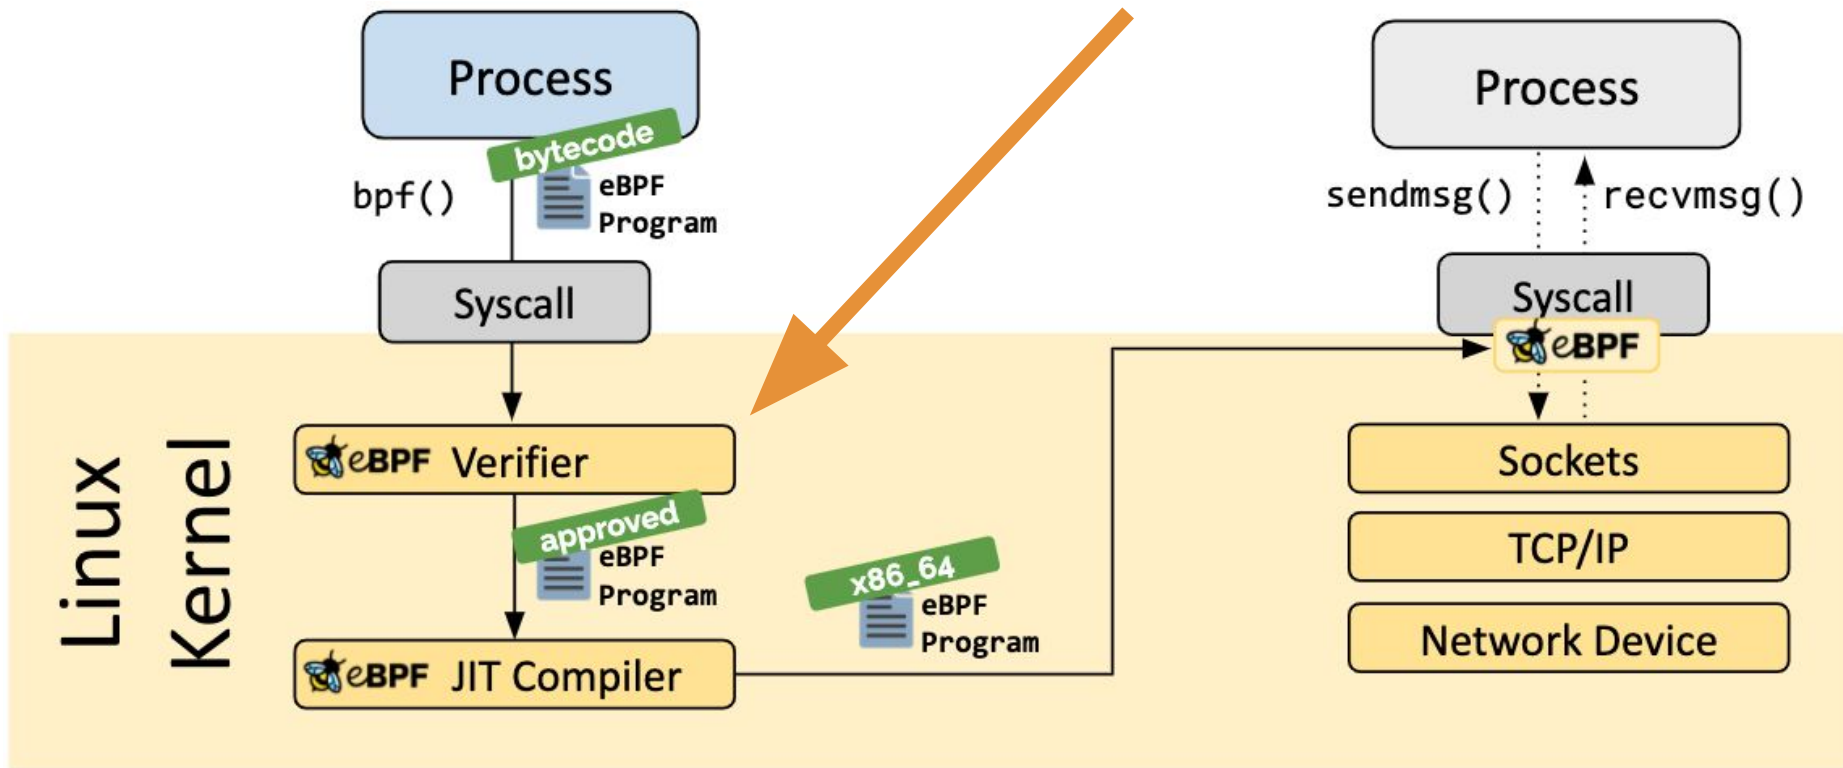 Process
bytecode
bpf()
eBPF
Program
Syscall
Linux
Kernel
eBPF Verifier
approved
eBPF
Program
eBPF JIT Compiler
x86_64
eBPF
Program
Process
sendmsg()
recvmsg()
Syscall
eBPF
Sockets
TCP/IP
Network Device